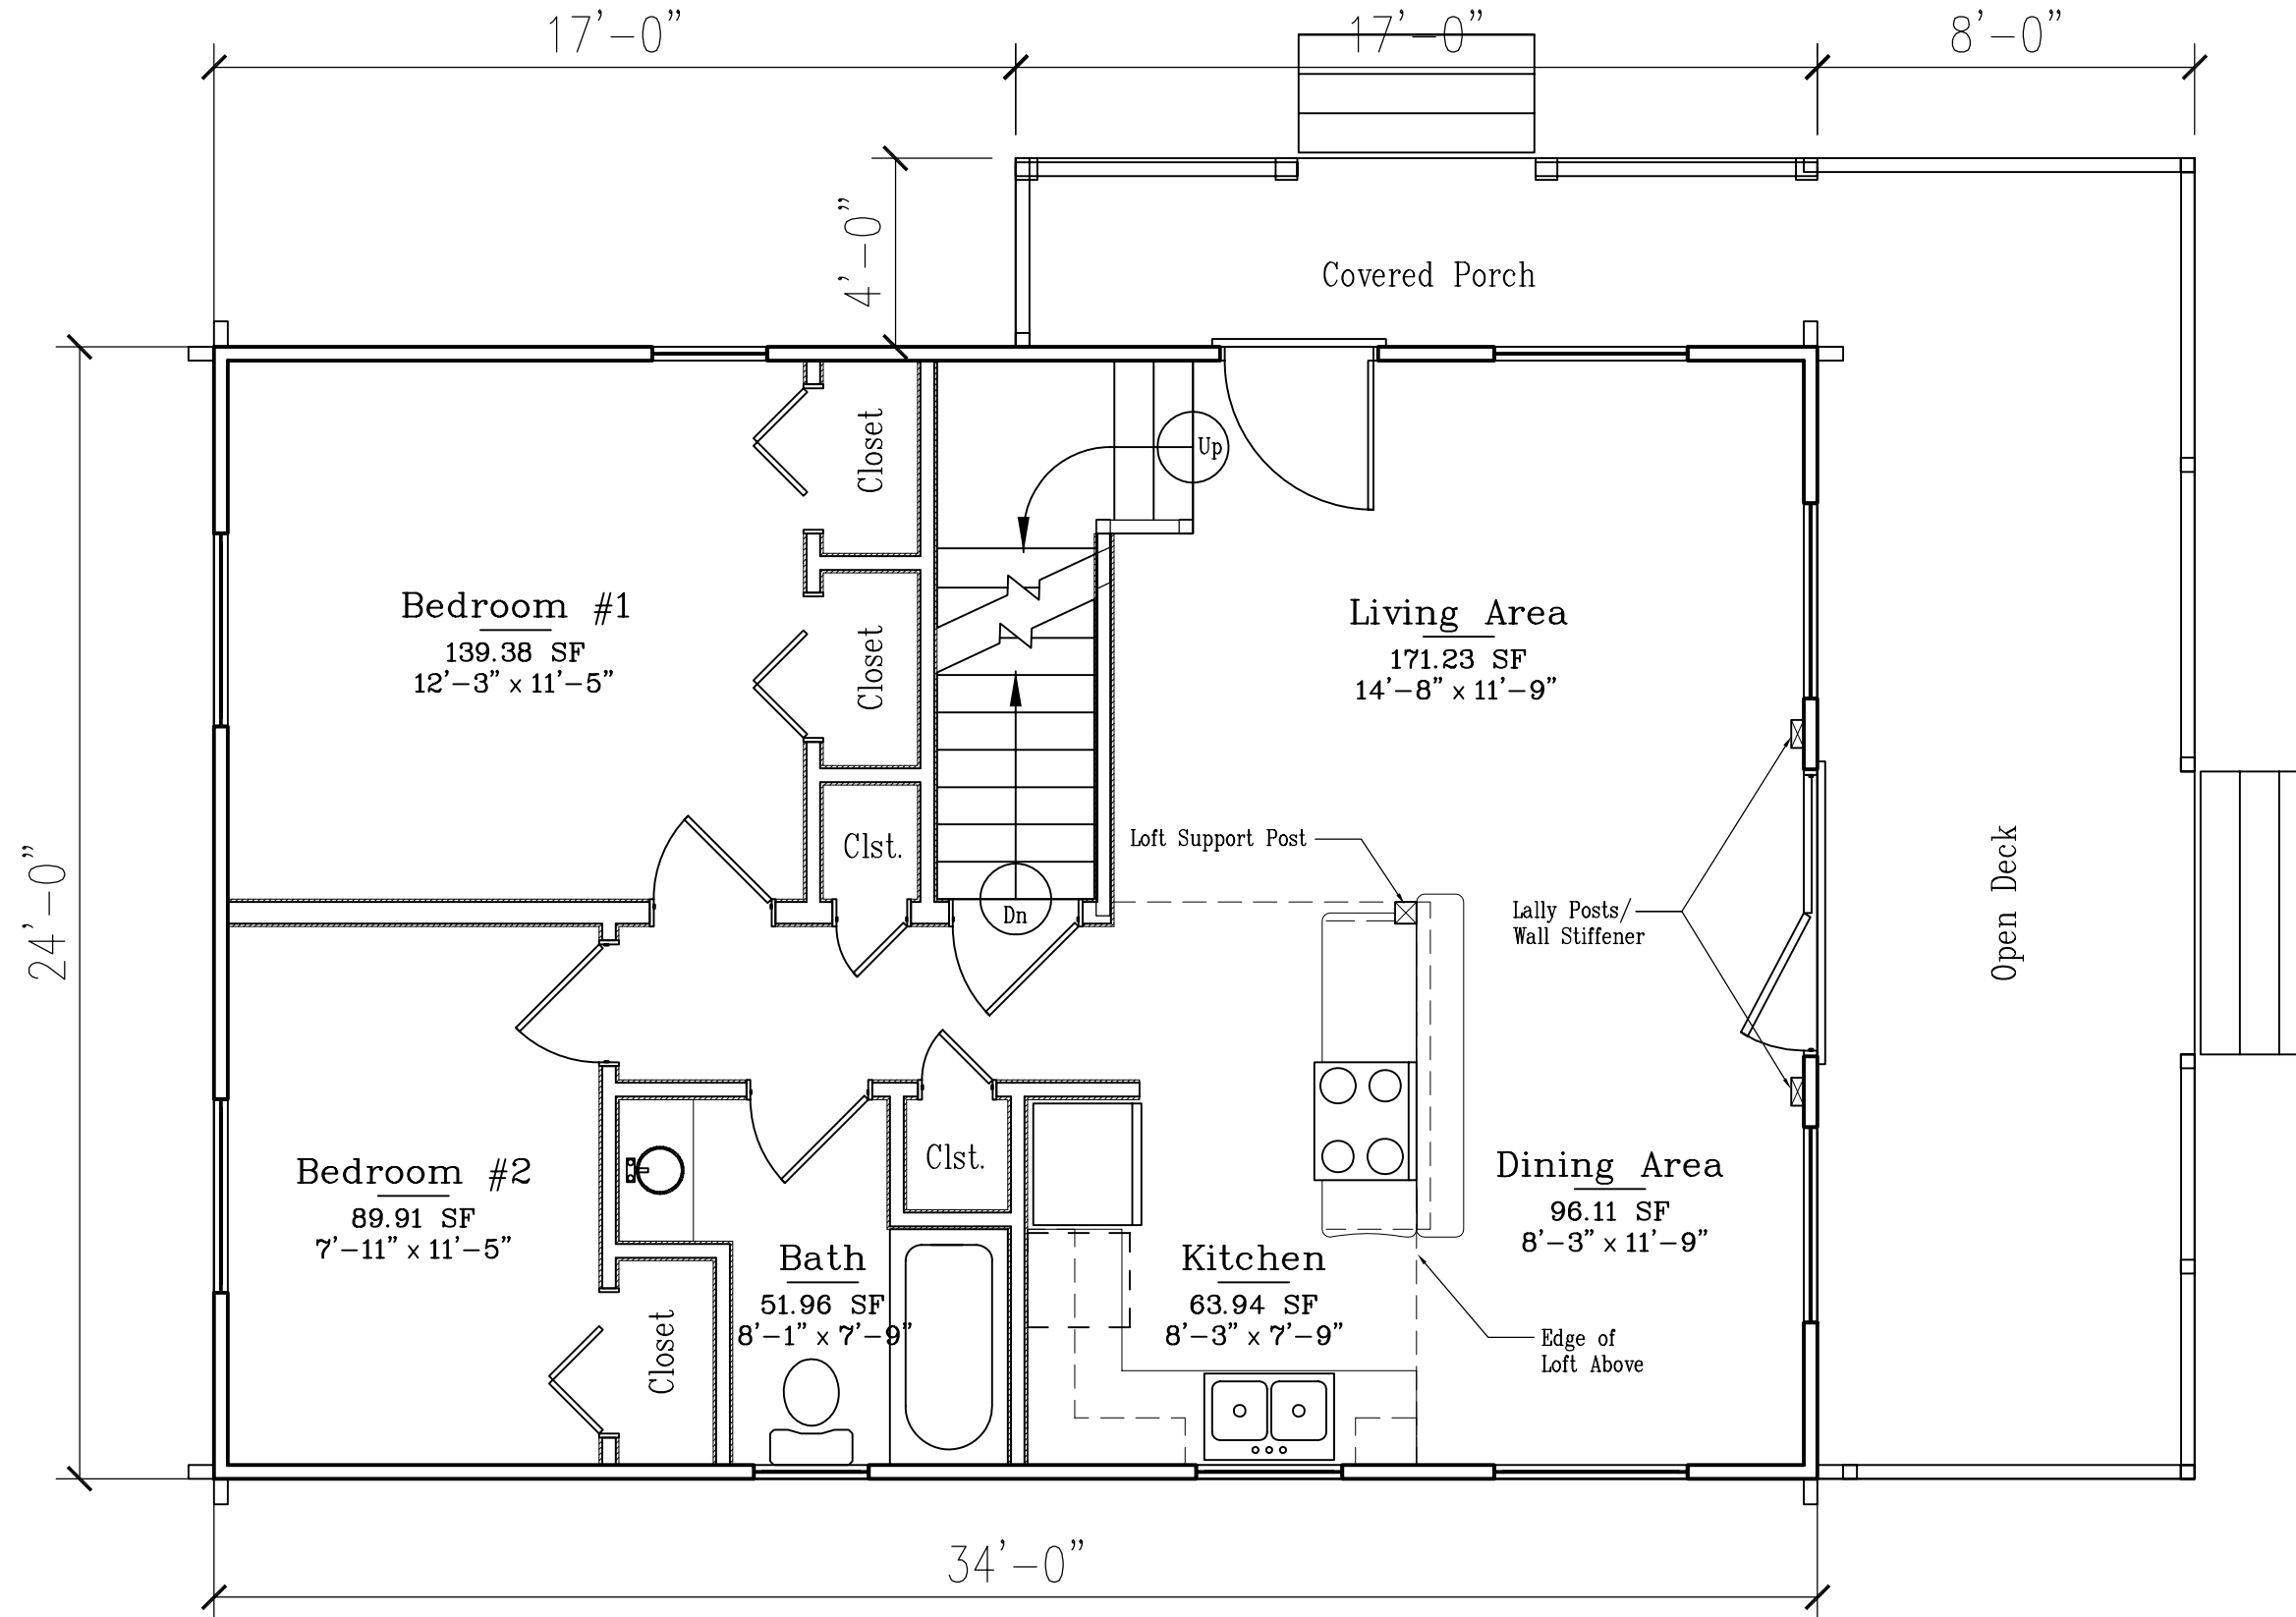 17'-0"
17'-0"
8'-0"
4'-0"
Covered Porch
Closet
Up
Bedroom #1
139.38 SF
12'-3" x 11'-5"
Closet
Living Area
171.23 SF
14'-8" x 11'-9"
Clst.
Loft Support Post
Dn
Lally Posts/
Wall Stiffener
Open Deck
24'-0"
Bedroom #2
89.91 SF
7'-11" x 11'-5"
Clst.
Dining Area
96.11 SF
8'-3" x 11'-9"
Bath
51.96 SF
8'-1" x 7'-9"
Kitchen
63.94 SF
8'-3" x 7'-9"
Closet
Edge of
Loft Above
34'-0"